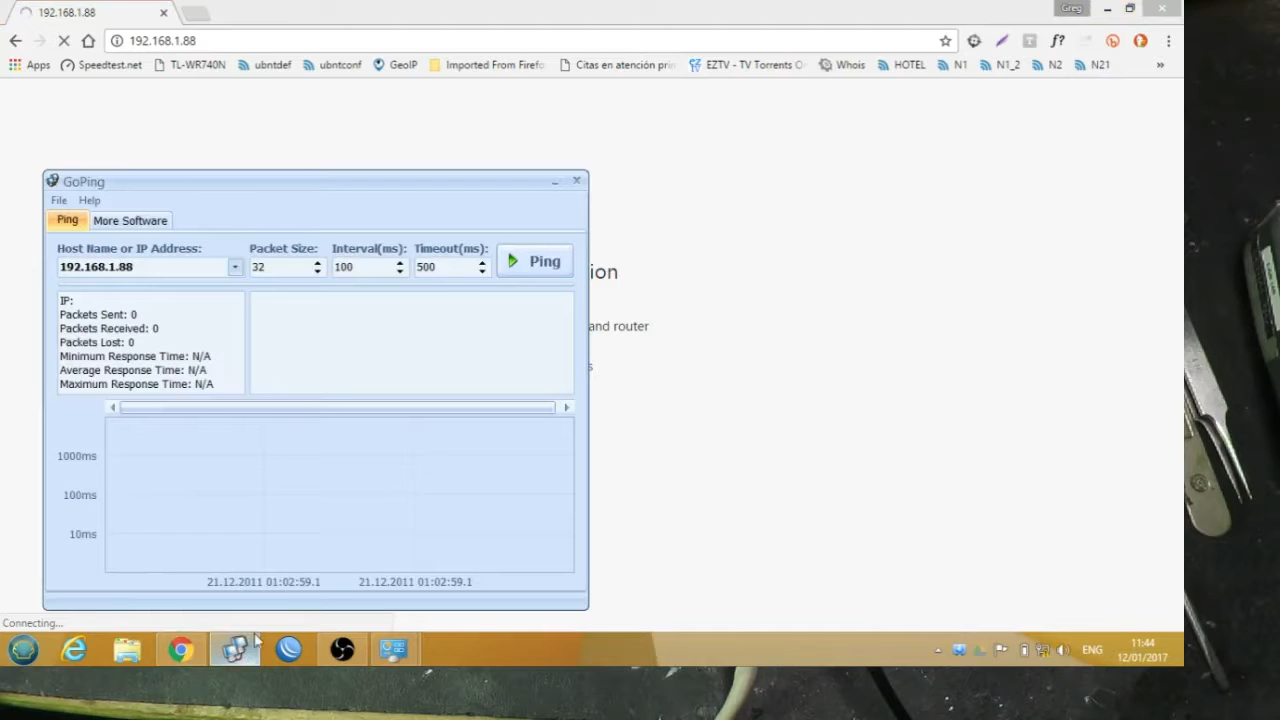 192.168.1.88
Greg
192.168.1.88
f?
Apps Speedtest.net TL-WR740N ubntdef ubntconf GeoIP Imported From Firefo Citas en atención pri EZTV - TV Torrents O Whois HOTEL N1 N1_2 N2 N21 »
GoPing
File Help
Ping More Software
Host Name or IP Address: Packet Size: Interval(ms): Timeout(ms):
192.168.1.88 32 100 500 Ping
ion
IP:
Packets Sent: 0
Packets Received: 0
and router
Packets Lost: 0
Minimum Response Time: N/A
s
Average Response Time: N/A
Maximum Response Time: N/A
1000ms
100ms
10ms
21.12.2011 01:02:59.1 21.12.2011 01:02:59.1
Connecting...
ENG
11:44
12/01/2017